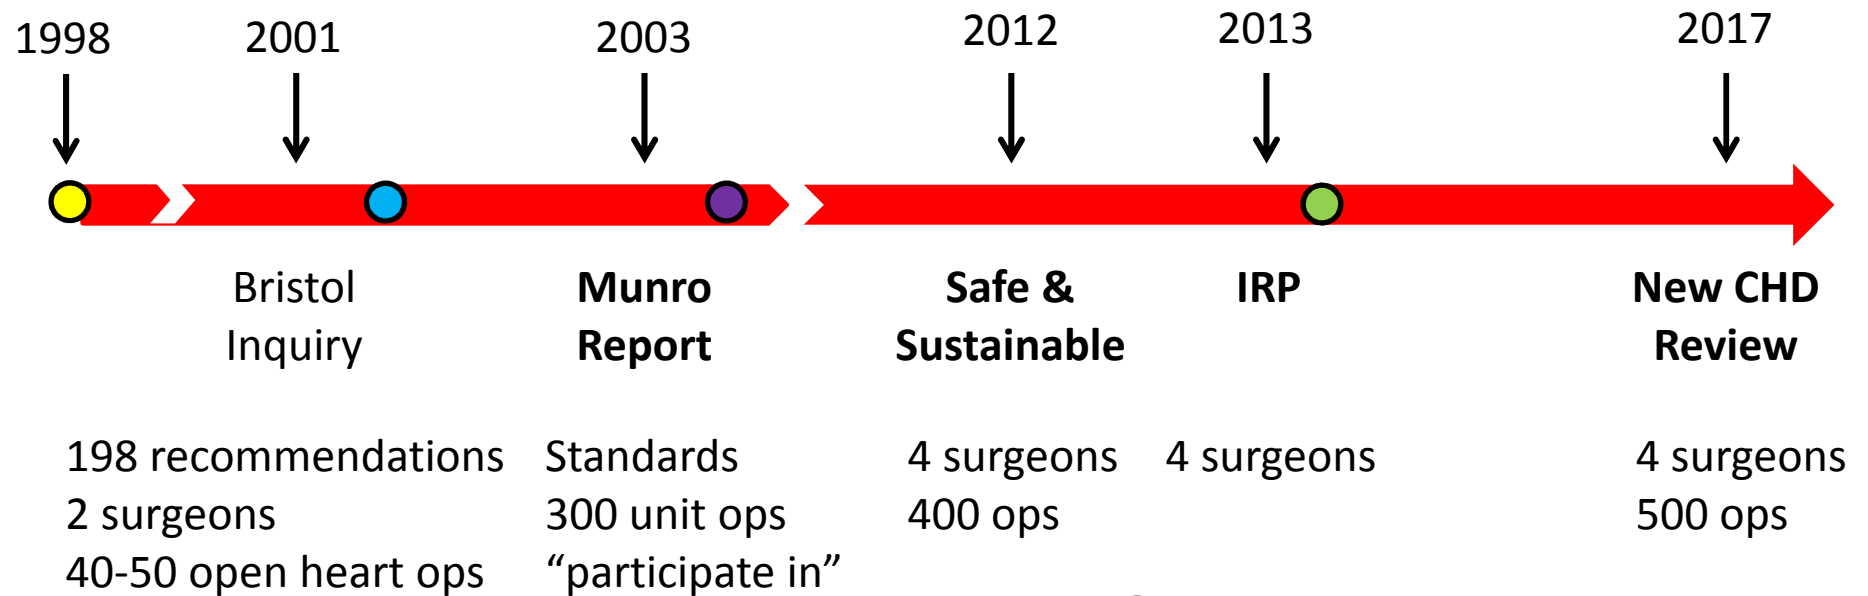 1998 2001 2003 2012 2013 2017
Bristol Munro Safe & IRP New CHD
Inquiry Report Sustainable Review
198 recommendations Standards 4 surgeons 4 surgeons 4 surgeons
2 surgeons 300 unit ops 400 ops 500 ops
40-50 open heart ops “participate in”